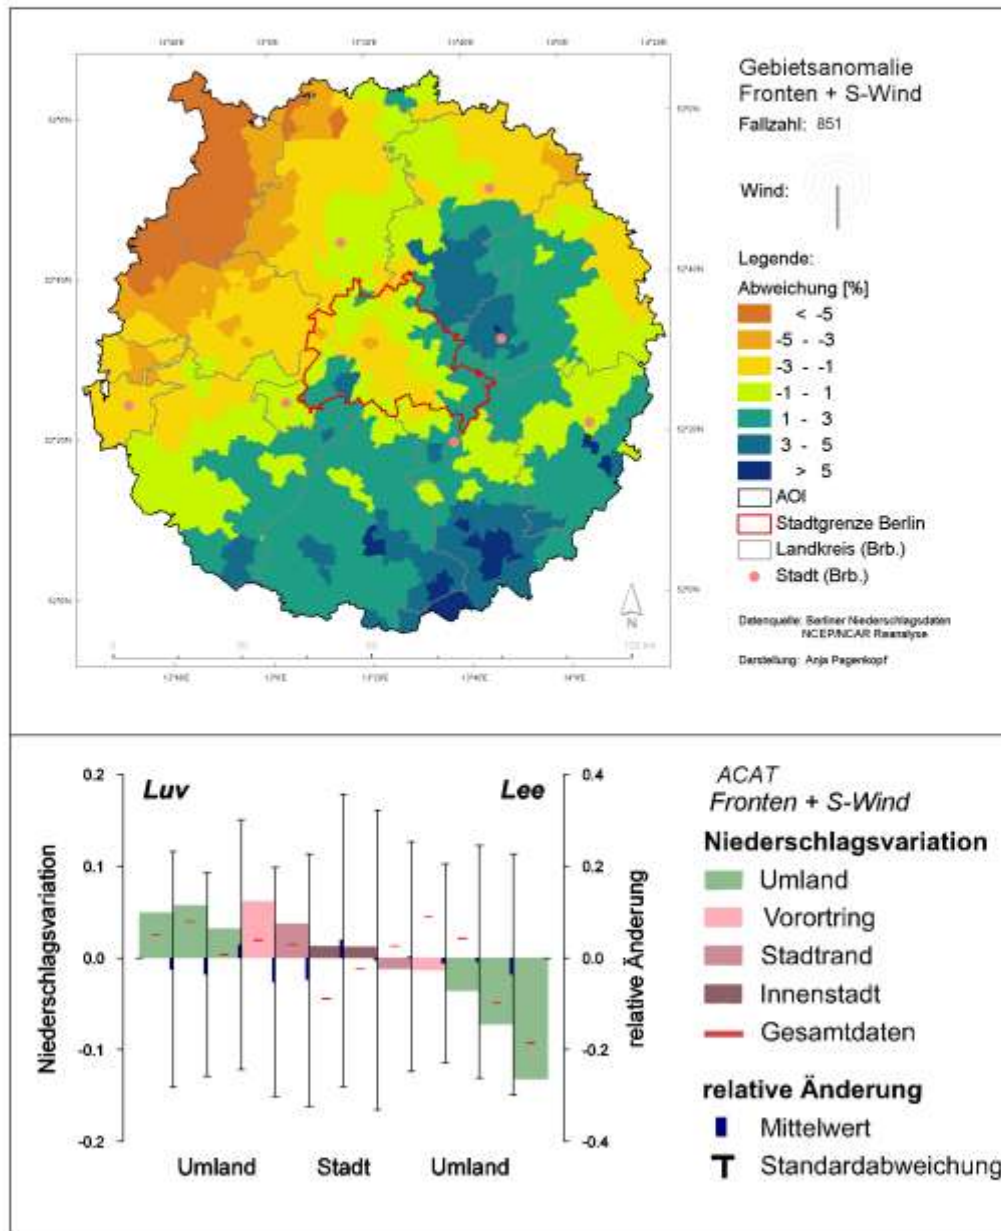 Gebietsanomalie
Fronten + S-Wind
Fallzahl: 851
Wind:
Legende:
Abweichung [%]
< -5
-5 - -3
-3 - -1
-1 - 1
1 - 3
3 - 5
> 5
AOI
Stadtgrenze Berlin
Landkreis (Brb.)
Stadt (Brb.)
N
Datenquelle: Berliner Niederschlagsdaten
NCEP/NCAR Reanalyse
Darstellung: Anja Pagenkopf
Luv
Lee
Niederschlagsvariation
0.2
0.1
0.0
-0.1
-0.2
0.4
0.2
0.0
-0.2
-0.4
relative Änderung
Umland
Stadt
Umland
ACAT
Fronten + S-Wind
Niederschlagsvariation
Umland
Vorortring
Stadtrand
Innenstadt
Gesamtdaten
relative Änderung
Mittelwert
Standardabweichung